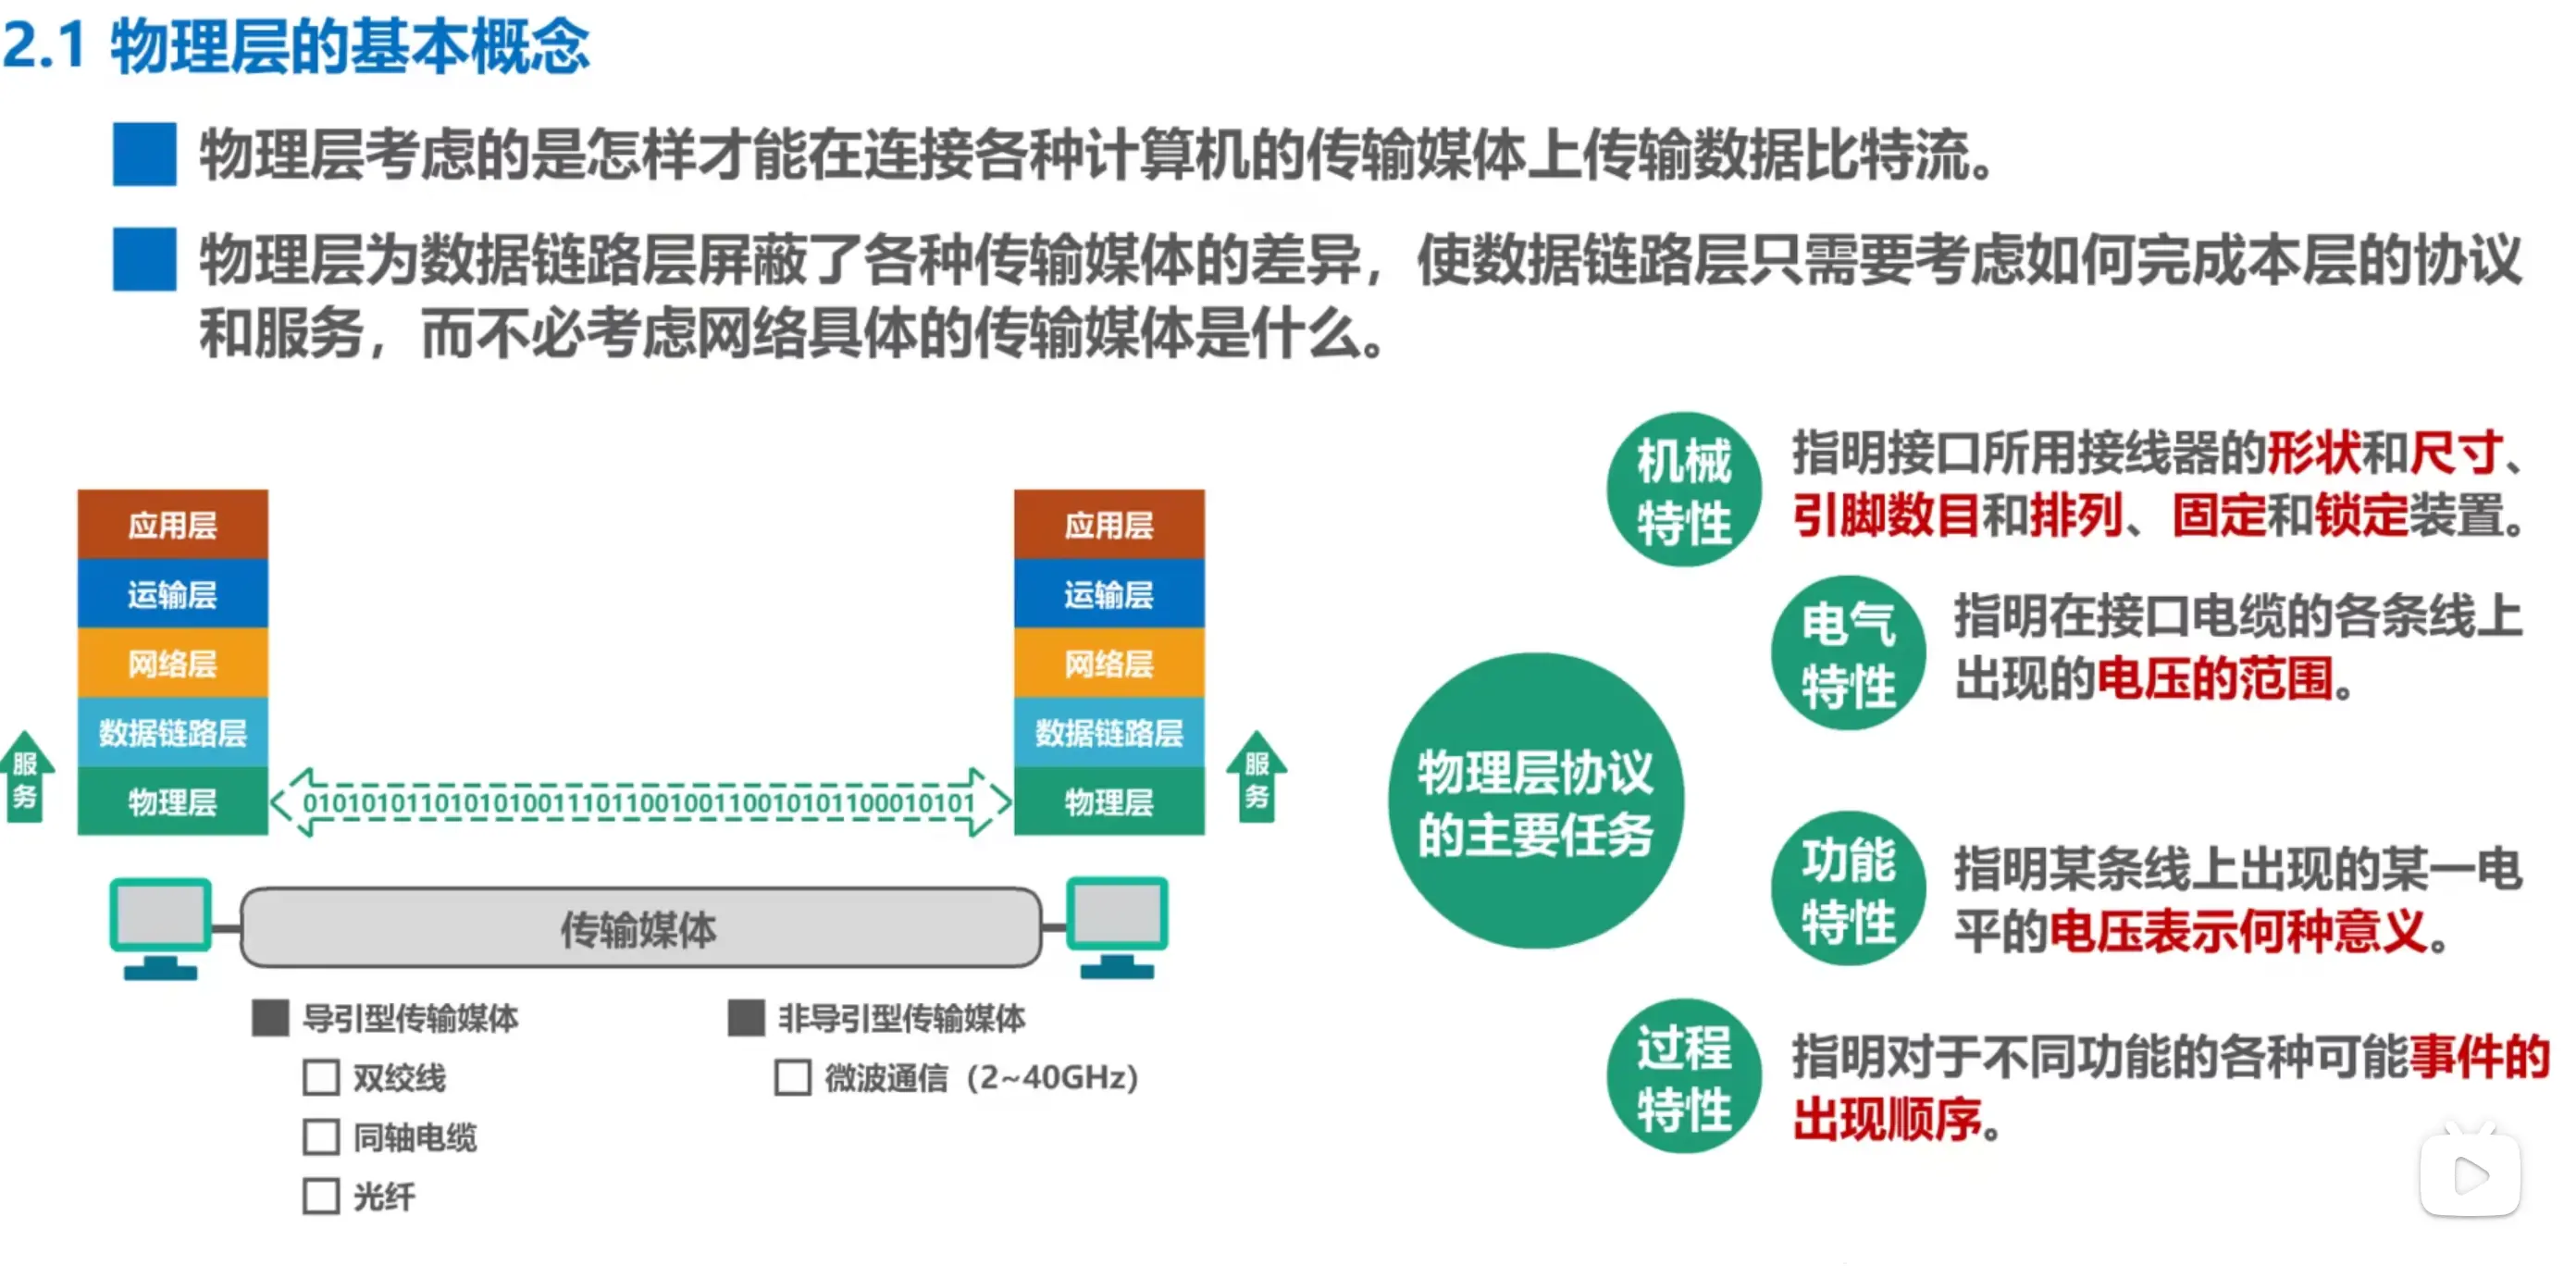 2.1 物理层的基本概念
物理层考虑的是怎样才能在连接各种计算机的传输媒体上传输数据比特流。
物理层为数据链路层屏蔽了各种传输媒体的差异，使数据链路层只需要考虑如何完成本层的协议
和服务，而不必考虑网络具体的传输媒体是什么。
应用层
运输层
网络层
数据链路层
物理层
服务
010101011010101001110110010011001010110001010​1
应用层
运输层
网络层
数据链路层
物理层
服务
传输媒体
导引型传输媒体
双绞线
同轴电缆
光纤
非导引型传输媒体
微波通信（2~40GHz）
物理层协议
的主要任务
机械
特性
指明接口所用接线器的形状和尺寸、
引脚数目和排列、固定和锁定装置。
电气
特性
指明在接口电缆的各条线上
出现的电压的范围。
功能
特性
指明某条线上出现的某一电
平的电压表示何种意义。
过程
特性
指明对于不同功能的各种可能事件的
出现顺序。